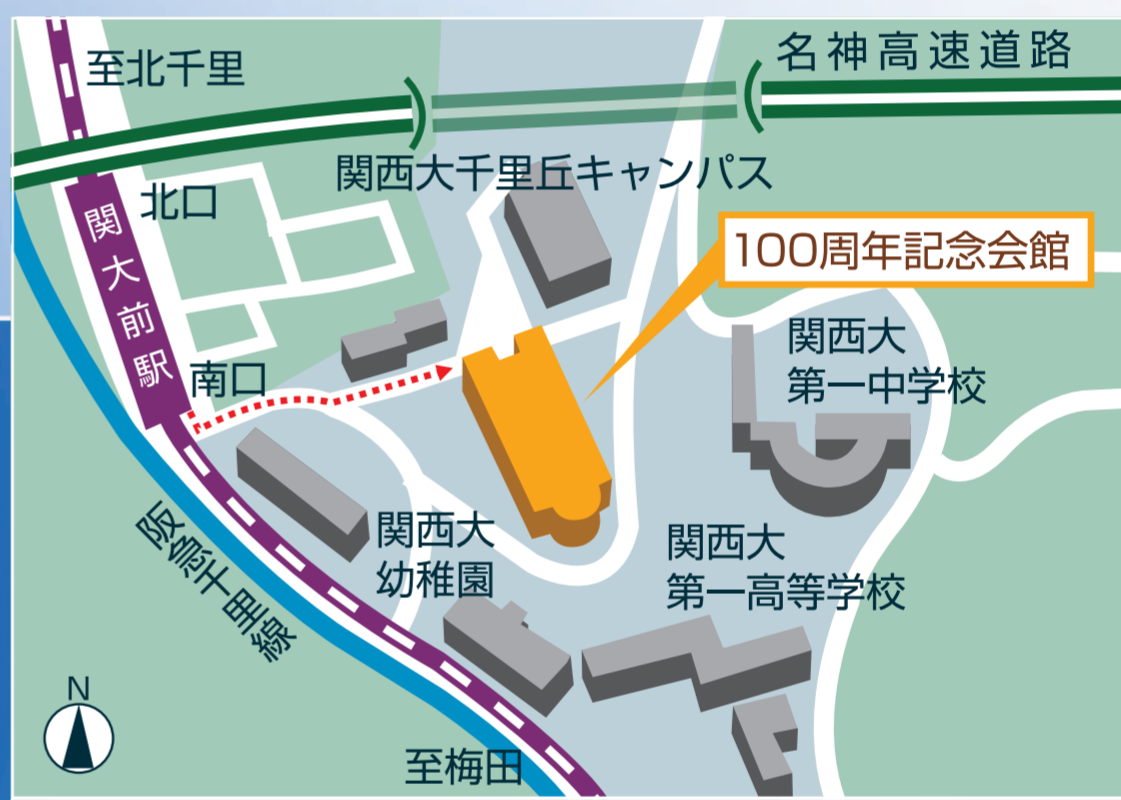 至北千里
名神高速道路
関西大千里丘キャンパス
北口
関大前駅
100周年記念会館
関西大
第一中学校
南口
関西大
幼稚園
関西大
第一高等学校
阪急千里線
N
至梅田